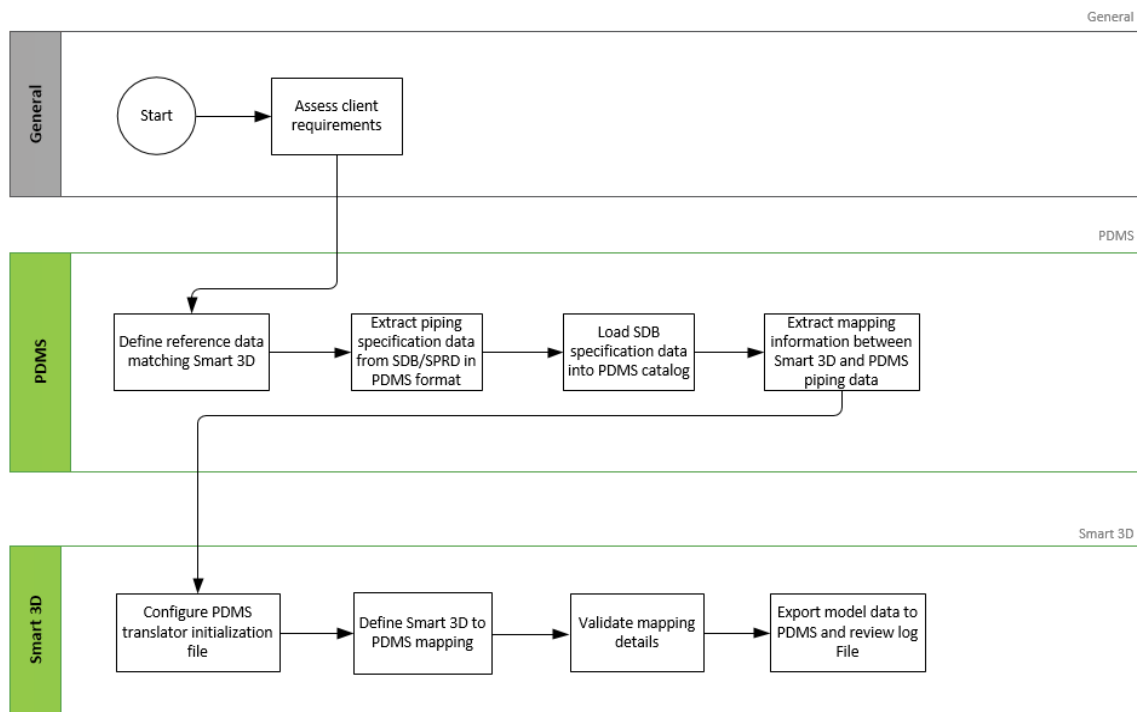 General
General
Start
Assess client
requirements
PDMS
PDMS
Define reference data
matching Smart 3D
Extract piping
specification data
from SDB/SPRD in
PDMS format
Load SDB
specification data
into PDMS catalog
Extract mapping
information between
Smart 3D and PDMS
piping data
Smart 3D
Smart 3D
Configure PDMS
translator initialization
file
Define Smart 3D to
PDMS mapping
Validate mapping
details
Export model data to
PDMS and review log
File